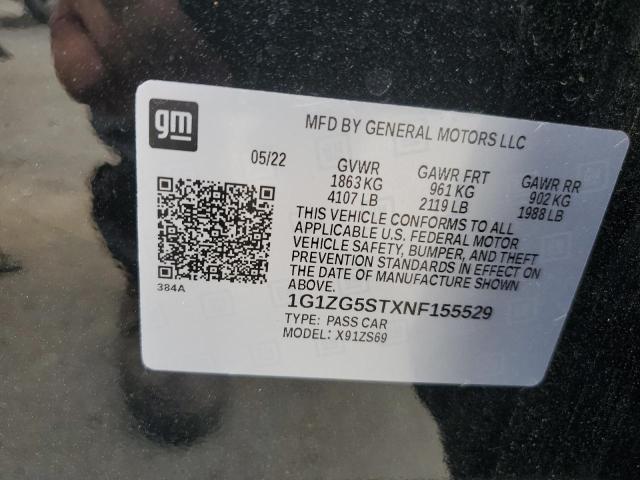 gm
MFD BY GENERAL MOTORS LLC
05/22 GVWR GAWR FRT GAWR RR
1863 KG 961 KG 902 KG
4107 LB 2119 LB 1988 LB
THIS VEHICLE CONFORMS TO ALL
APPLICABLE U.S. FEDERAL MOTOR
VEHICLE SAFETY, BUMPER, AND THEFT
PREVENTION STANDARDS IN EFFECT ON
THE DATE OF MANUFACTURE SHOWN
ABOVE.
384A
1G1ZG5STXNF155529
TYPE: PASS CAR
MODEL: X91ZS69